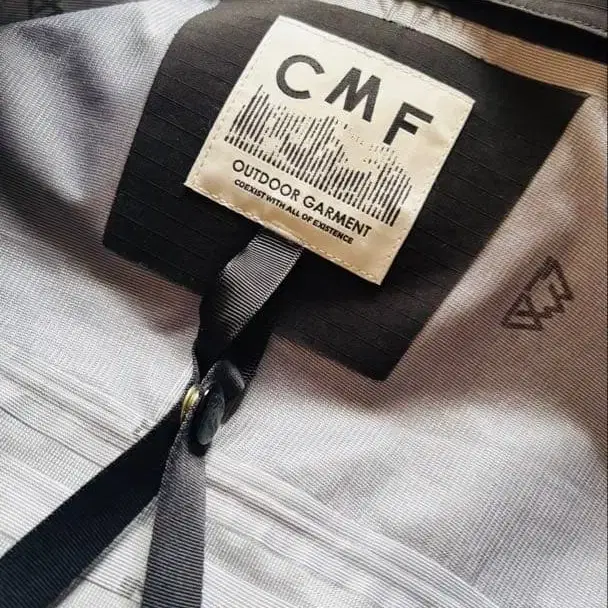 CMF
OUTDOOR GARMENT
COEXIST WITH ALL OF EXISTENCE